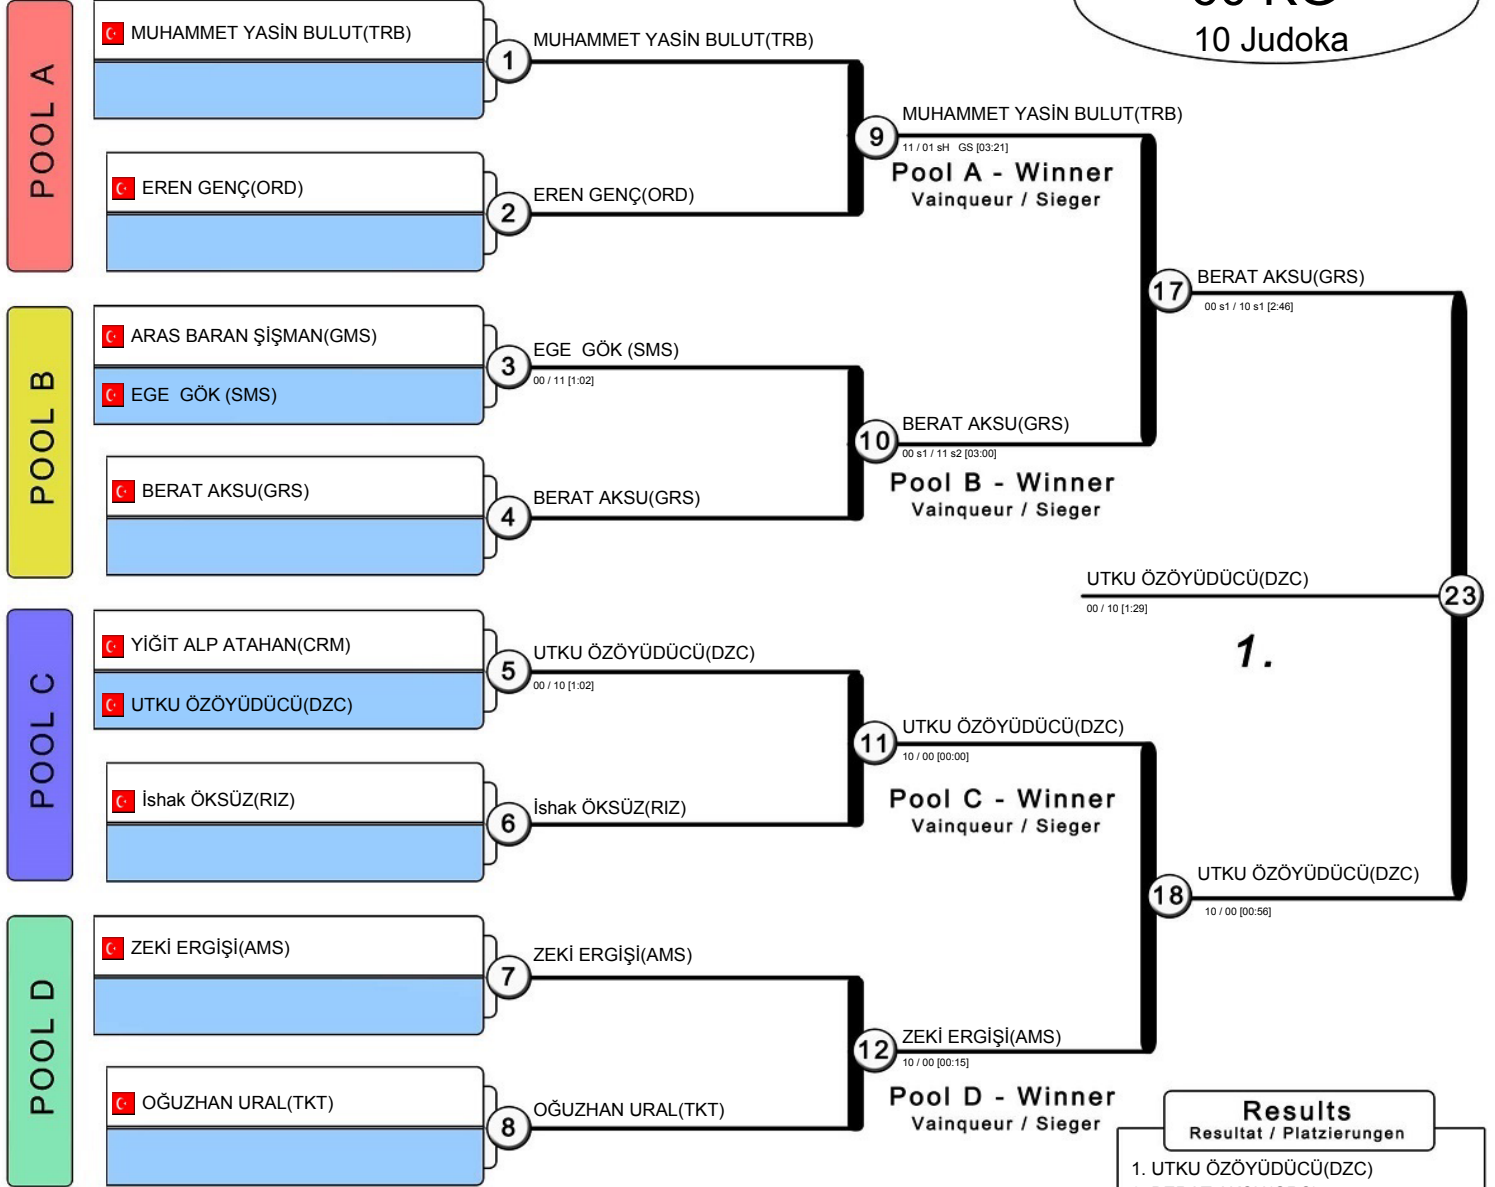 10 Judoka
POOL A
MUHAMMET YASİN BULUT(TRB)
1
MUHAMMET YASİN BULUT(TRB)
EREN GENÇ(ORD)
2
EREN GENÇ(ORD)
9
MUHAMMET YASİN BULUT(TRB)
11 / 01 sH GS [03:21]
Pool A - Winner
Vainqueur / Sieger
POOL B
ARAS BARAN ŞİŞMAN(GMS)
EGE GÖK (SMS)
3
EGE GÖK (SMS)
00 / 11 [1:02]
BERAT AKSU(GRS)
4
BERAT AKSU(GRS)
10
BERAT AKSU(GRS)
00 s1 / 11 s2 [03:00]
Pool B - Winner
Vainqueur / Sieger
17
BERAT AKSU(GRS)
00 s1 / 10 s1 [2:46]
POOL C
YİĞİT ALP ATAHAN(CRM)
UTKU ÖZÖYÜDÜCÜ(DZC)
5
UTKU ÖZÖYÜDÜCÜ(DZC)
00 / 10 [1:02]
İshak ÖKSÜZ(RIZ)
6
İshak ÖKSÜZ(RIZ)
11
UTKU ÖZÖYÜDÜCÜ(DZC)
10 / 00 [00:00]
Pool C - Winner
Vainqueur / Sieger
POOL D
ZEKİ ERGİŞİ(AMS)
7
ZEKİ ERGİŞİ(AMS)
OĞUZHAN URAL(TKT)
8
OĞUZHAN URAL(TKT)
12
ZEKİ ERGİŞİ(AMS)
10 / 00 [00:15]
Pool D - Winner
Vainqueur / Sieger
18
UTKU ÖZÖYÜDÜCÜ(DZC)
10 / 00 [00:56]
UTKU ÖZÖYÜDÜCÜ(DZC)
00 / 10 [1:29]
23
1.
Results
Resultat / Platzierungen
1. UTKU ÖZÖYÜDÜCÜ(DZC)